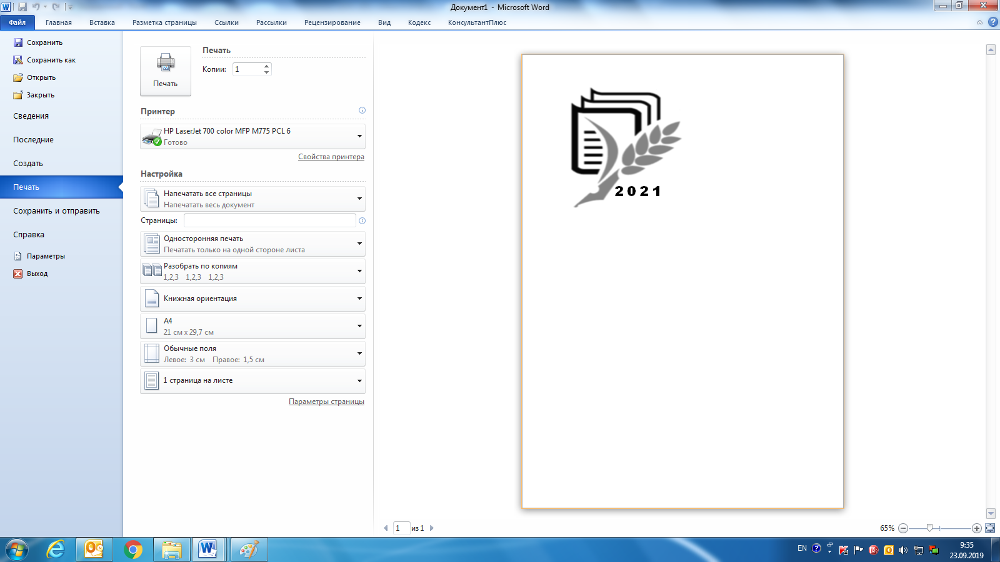 Документ1 - Microsoft Word
Файл Главная Вставка Разметка страницы Ссылки Рассылки Рецензирование Вид Кодекс КонсультантПлюс
Сохранить
Сохранить как
Открыть
Закрыть
Сведения
Последние
Создать
Печать
Сохранить и отправить
Справка
Параметры
Выход
Печать
Печать
Копии: 1
Принтер
HP LaserJet 700 color MFP M775 PCL 6
Готово
Свойства принтера
Настройка
Напечатать все страницы
Напечатать весь документ
Страницы:
Односторонняя печать
Печатать только на одной стороне листа
Разобрать по копиям
1,2,3 1,2,3 1,2,3
Книжная ориентация
A4
21 см x 29,7 см
Обычные поля
Левое: 3 см Правое: 1,5 см
1 страница на листе
Параметры страницы
2021
1 из 1
65%
EN
9:35
23.09.2019